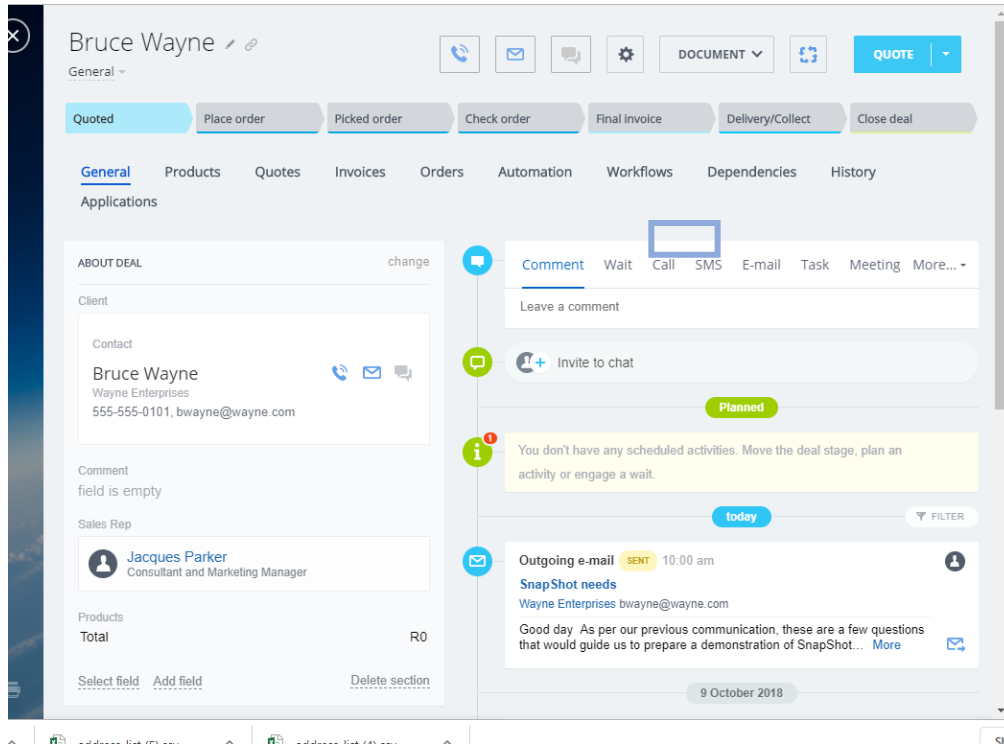 Bruce Wayne
General
DOCUMENT
QUOTE
Quoted
Place order
Picked order
Check order
Final invoice
Delivery/Collect
Close deal
General Products Quotes Invoices Orders Automation Workflows Dependencies History
Applications
ABOUT DEAL change
Client
Contact
Bruce Wayne
Wayne Enterprises
555-555-0101, bwayne@wayne.com
Comment
field is empty
Sales Rep
Jacques Parker
Consultant and Marketing Manager
Products
Total R0
Select field Add field Delete section
Comment Wait Call SMS E-mail Task Meeting More...
Leave a comment
Invite to chat
Planned
1
You don't have any scheduled activities. Move the deal stage, plan an
activity or engage a wait.
today
FILTER
Outgoing e-mail SENT 10:00 am
SnapShot needs
Wayne Enterprises bwayne@wayne.com
Good day As per our previous communication, these are a few questions
that would guide us to prepare a demonstration of SnapShot... More
9 October 2018
address_list (5).csv
address_list (4).csv